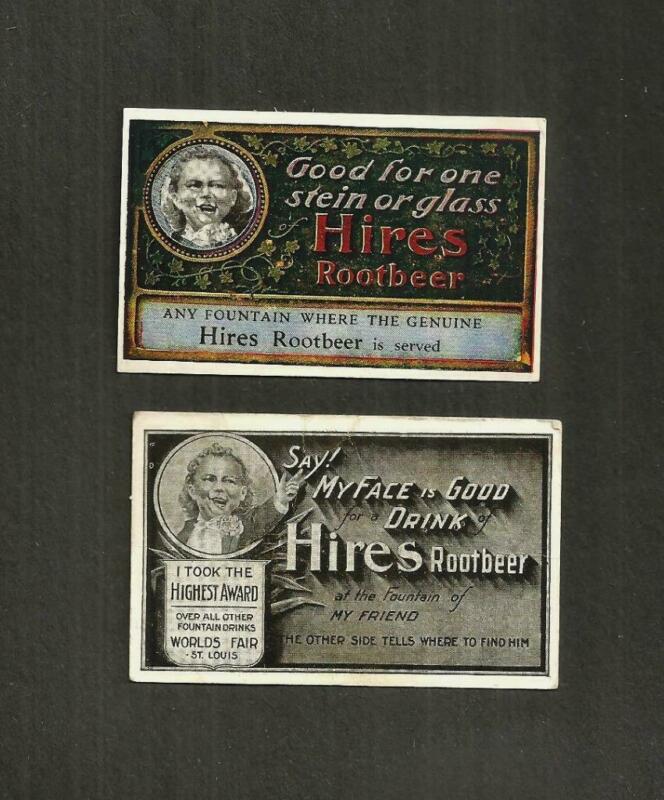 Good for one
stein or glass
of Hires
Rootbeer
ANY FOUNTAIN WHERE THE GENUINE
Hires Rootbeer is served
SAY!
MY FACE IS GOOD
for a DRINK of
Hires Rootbeer
at the Fountain of
MY FRIEND
THE OTHER SIDE TELLS WHERE TO FIND HIM
I TOOK THE
HIGHEST AWARD
OVER ALL OTHER
FOUNTAIN DRINKS
WORLDS FAIR
- ST. LOUIS